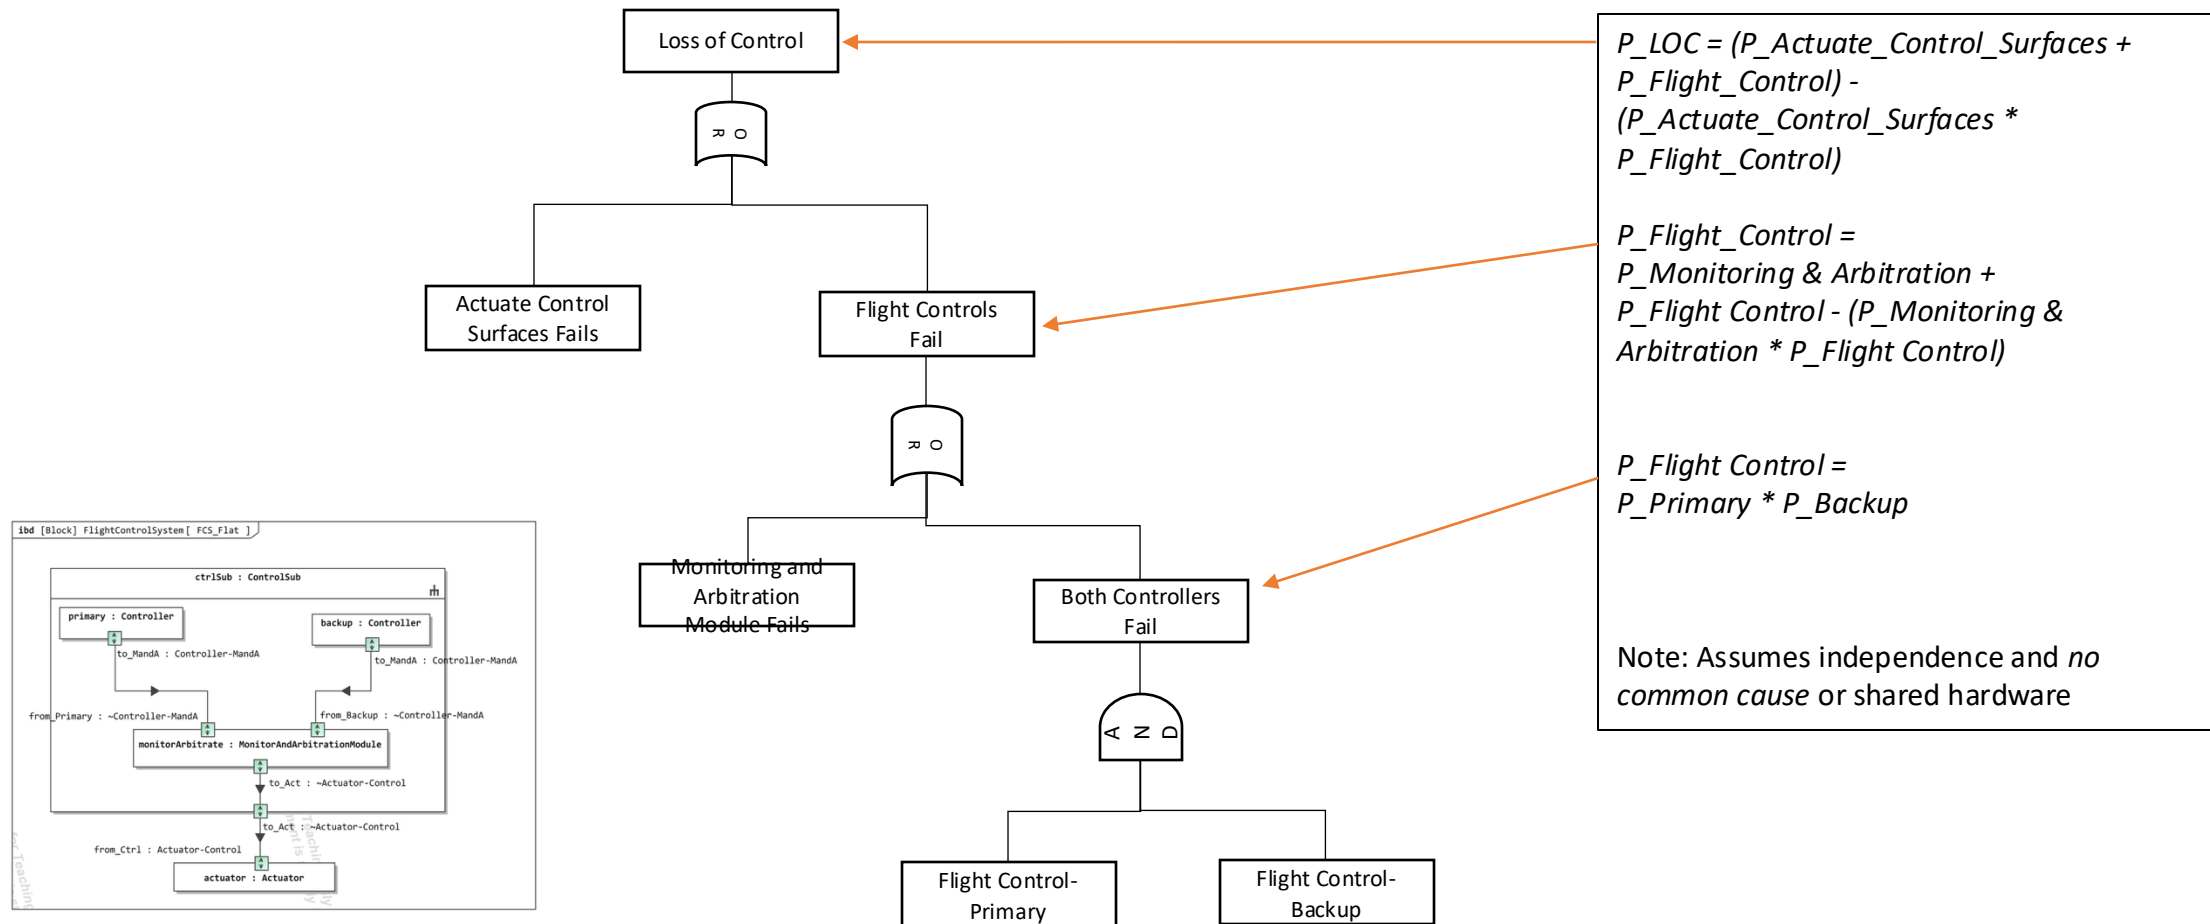 Loss of Control
O
R
Actuate Control
Surfaces Fails
Flight Controls
Fail
O
R
Monitoring and
Arbitration
Module Fails
Both Controllers
Fail
A N D
Flight Control-
Primary
Flight Control-
Backup
P_LOC = (P_Actuate_Control_Surfaces +
P_Flight_Control) -
(P_Actuate_Control_Surfaces *
P_Flight_Control)
P_Flight_Control =
P_Monitoring & Arbitration +
P_Flight Control - (P_Monitoring &
Arbitration * P_Flight Control)
P_Flight Control =
P_Primary * P_Backup
Note: Assumes independence and no
common cause or shared hardware
ibd [Block] FlightControlSystem[ FCS_Flat ]
ctrlSub : ControlSub
primary : Controller
backup : Controller
to_MandA : Controller-MandA
to_MandA : Controller-MandA
from_Primary : ~Controller-MandA
from_Backup : ~Controller-MandA
monitorArbitrate : MonitorAndArbitrationModule
to_Act : ~Actuator-Control
to_Act : ~Actuator-Control
from_Ctrl : Actuator-Control
actuator : Actuator
for Teaching